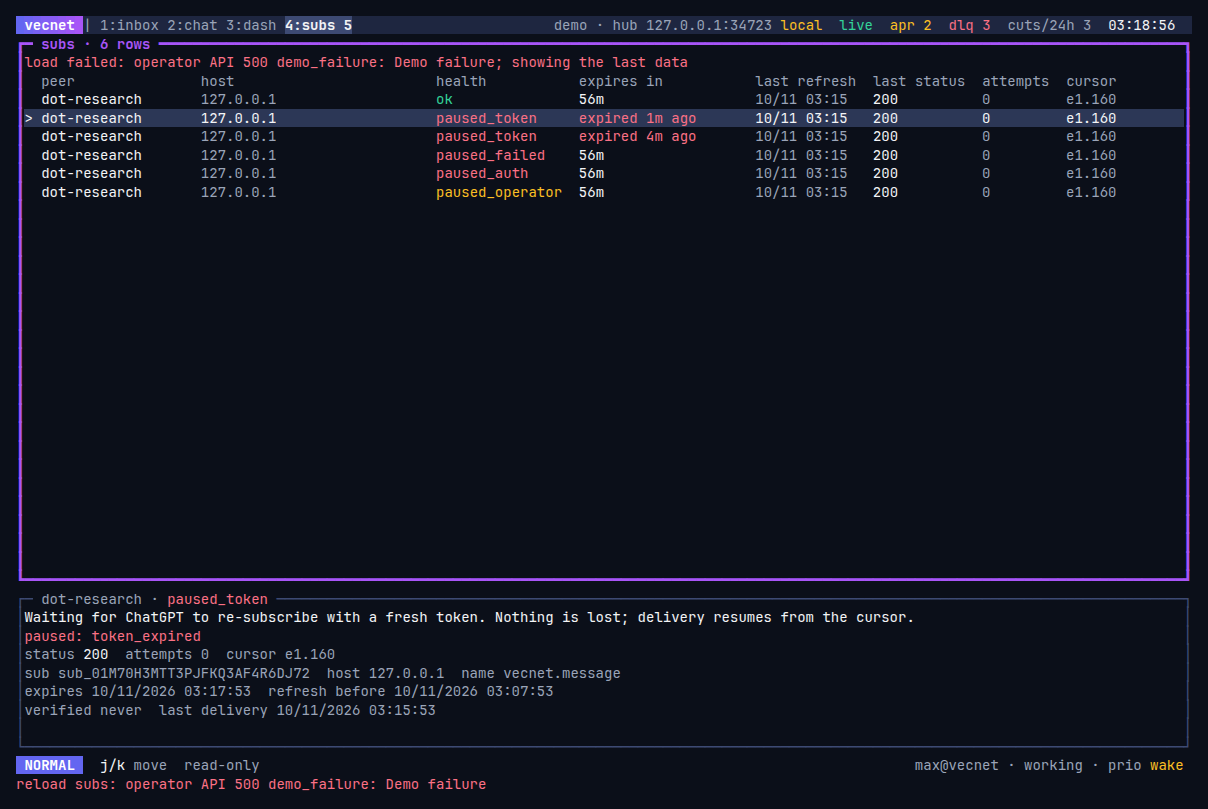 vecnet | 1:inbox 2:chat 3:dash 4:subs 5 demo · hub 127.0.0.1:34723 local live apr 2 dlq 3 cuts/24h 3 03:18:56
subs · 6 rows
load failed: operator API 500 demo_failure: Demo failure; showing the last data
peer host health expires in last refresh last status attempts cursor
dot-research 127.0.0.1 ok 56m 10/11 03:15 200 0 e1.160
> dot-research 127.0.0.1 paused_token expired 1m ago 10/11 03:15 200 0 e1.160
dot-research 127.0.0.1 paused_token expired 4m ago 10/11 03:15 200 0 e1.160
dot-research 127.0.0.1 paused_failed 56m 10/11 03:15 200 0 e1.160
dot-research 127.0.0.1 paused_auth 56m 10/11 03:15 200 0 e1.160
dot-research 127.0.0.1 paused_operator 56m 10/11 03:15 200 0 e1.160
dot-research · paused_token
Waiting for ChatGPT to re-subscribe with a fresh token. Nothing is lost; delivery resumes from the cursor.
paused: token_expired
status 200 attempts 0 cursor e1.160
sub sub_01M70H3MTT3PJFKQ3AF4R6DJ72 host 127.0.0.1 name vecnet.message
expires 10/11/2026 03:17:53 refresh before 10/11/2026 03:07:53
verified never last delivery 10/11/2026 03:15:53
NORMAL j/k move read-only max@vecnet · working · prio wake
reload subs: operator API 500 demo_failure: Demo failure